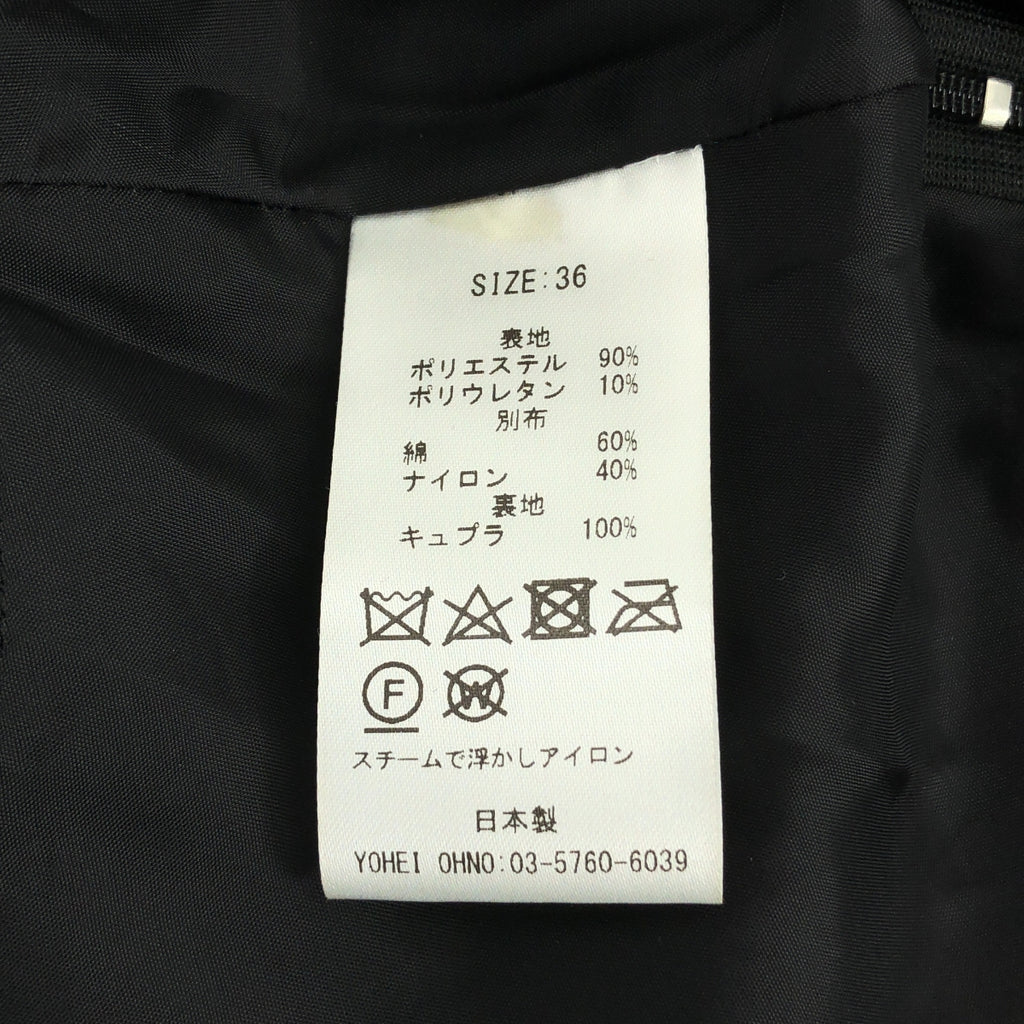 SIZE:36
表地
ポリエステル 90%
ポリウレタン 10%
別布
綿 60%
ナイロン 40%
裏地
キュプラ 100%
F W
スチームで浮かしアイロン
日本製
YOHEI OHNO:03-5760-6039